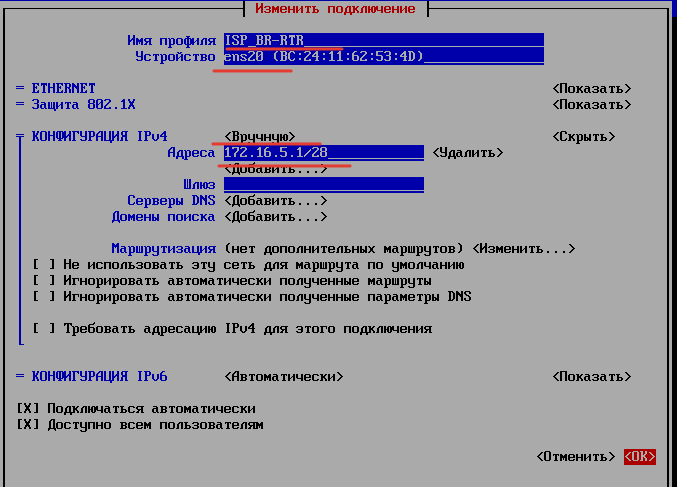 Изменить подключение
Имя профиля ISP_BR-RTR
Устройство ens20 (BC:24:11:62:53:4D)
= ETHERNET <Показать>
= Защита 802.1X <Показать>
= КОНФИГУРАЦИЯ IPv4 <Вручную> <Скрыть>
Адреса 172.16.5.1/28 <Удалить>
<Добавить...>
Шлюз
Серверы DNS <Добавить...>
Домены поиска <Добавить...>
Маршрутизация (нет дополнительных маршрутов) <Изменить...>
[ ] Не использовать эту сеть для маршрута по умолчанию
[ ] Игнорировать автоматически полученные маршруты
[ ] Игнорировать автоматически полученные параметры DNS
[ ] Требовать адресацию IPv4 для этого подключения
= КОНФИГУРАЦИЯ IPv6 <Автоматически> <Показать>
[X] Подключаться автоматически
[X] Доступно всем пользователям
<Отменить> <OK>